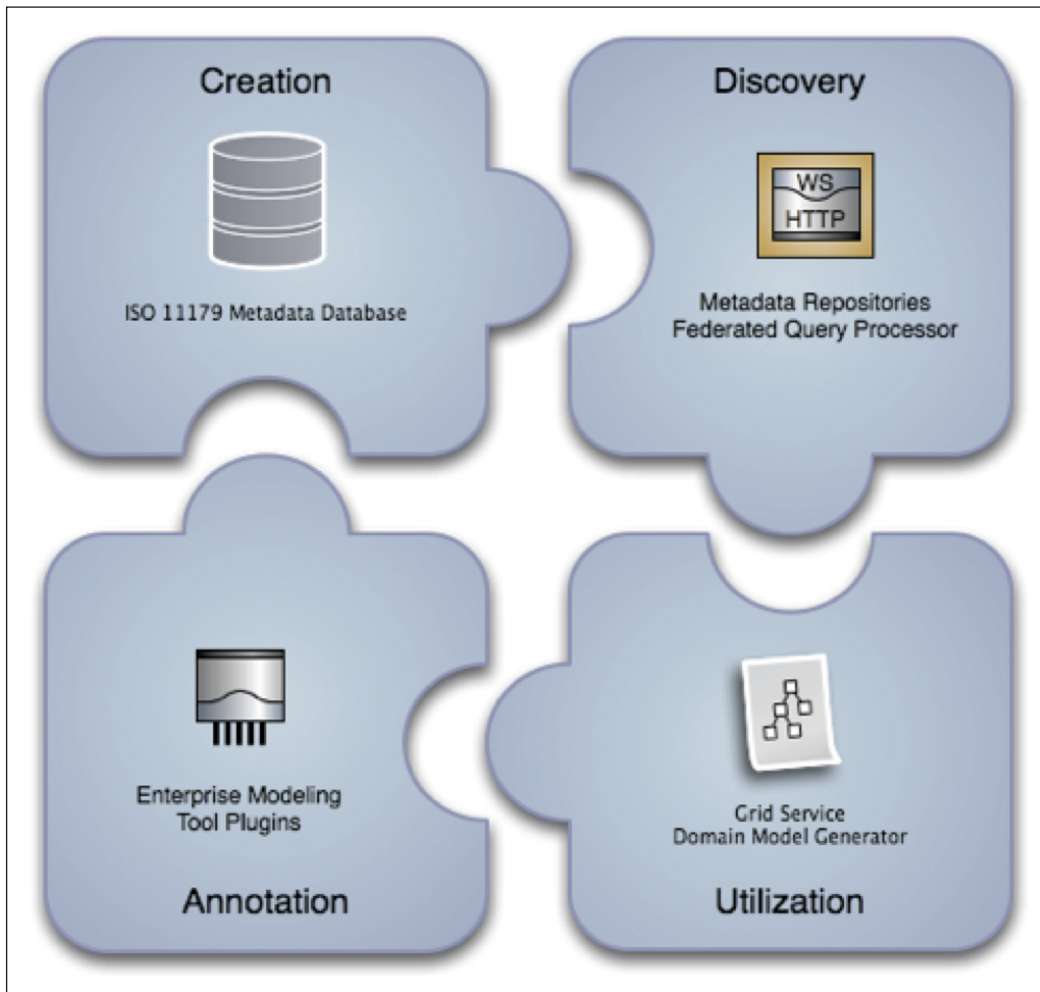 Creation
ISO 11179 Metadata Database
Discovery
WS
HTTP
Metadata Repositories
Federated Query Processor
Enterprise Modeling
Tool Plugins
Annotation
Grid Service
Domain Model Generator
Utilization